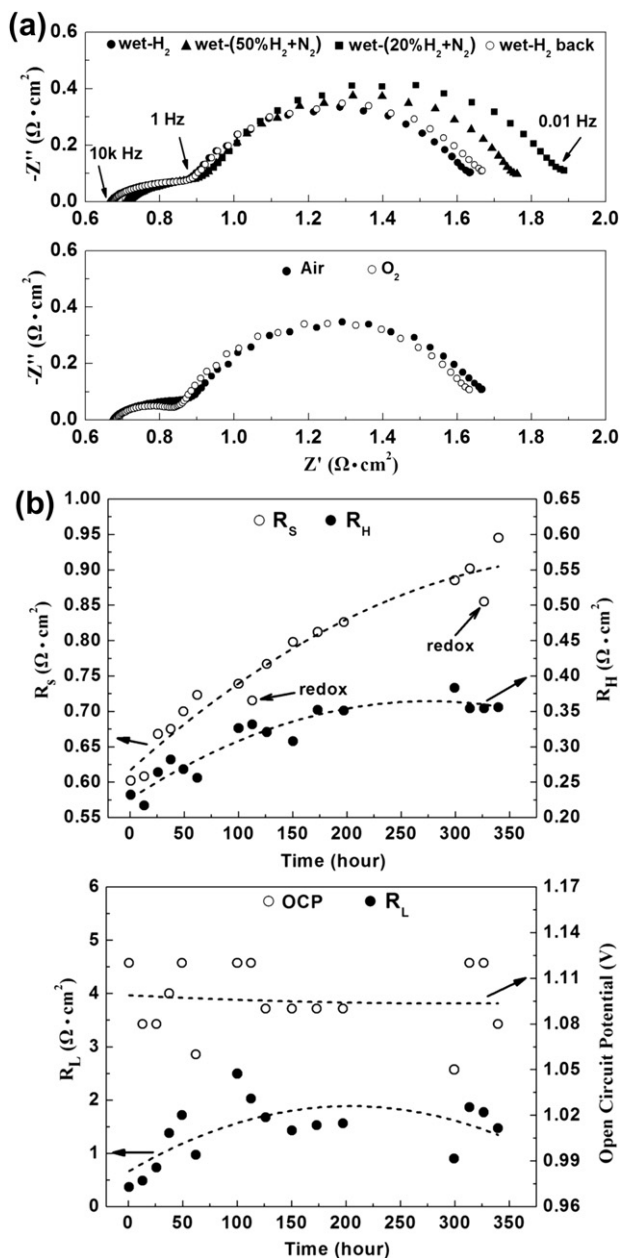 (a)
wet-H2 wet-(50%H2+N2) wet-(20%H2+N2) wet-H2 back
0.6
0.4
0.2
0.0
-Z'' (Ω•cm2)
10k Hz
1 Hz
0.01 Hz
0.6 0.8 1.0 1.2 1.4 1.6 1.8 2.0
Air O2
0.6
0.4
0.2
0.0
-Z'' (Ω•cm2)
0.6 0.8 1.0 1.2 1.4 1.6 1.8 2.0
Z' (Ω•cm2)
(b)
RS RH
1.00
0.95
0.90
0.85
0.80
0.75
0.70
0.65
0.60
0.55
RS (Ω•cm2)
redox
redox
0.65
0.60
0.55
0.50
0.45
0.40
0.35
0.30
0.25
0.20
RH (Ω•cm2)
0 50 100 150 200 250 300 350
Time (hour)
OCP RL
6
5
4
3
2
1
0
RL (Ω•cm2)
1.17
1.14
1.11
1.08
1.05
1.02
0.99
0.96
Open Circuit Potential (V)
0 50 100 150 200 250 300 350
Time (hour)